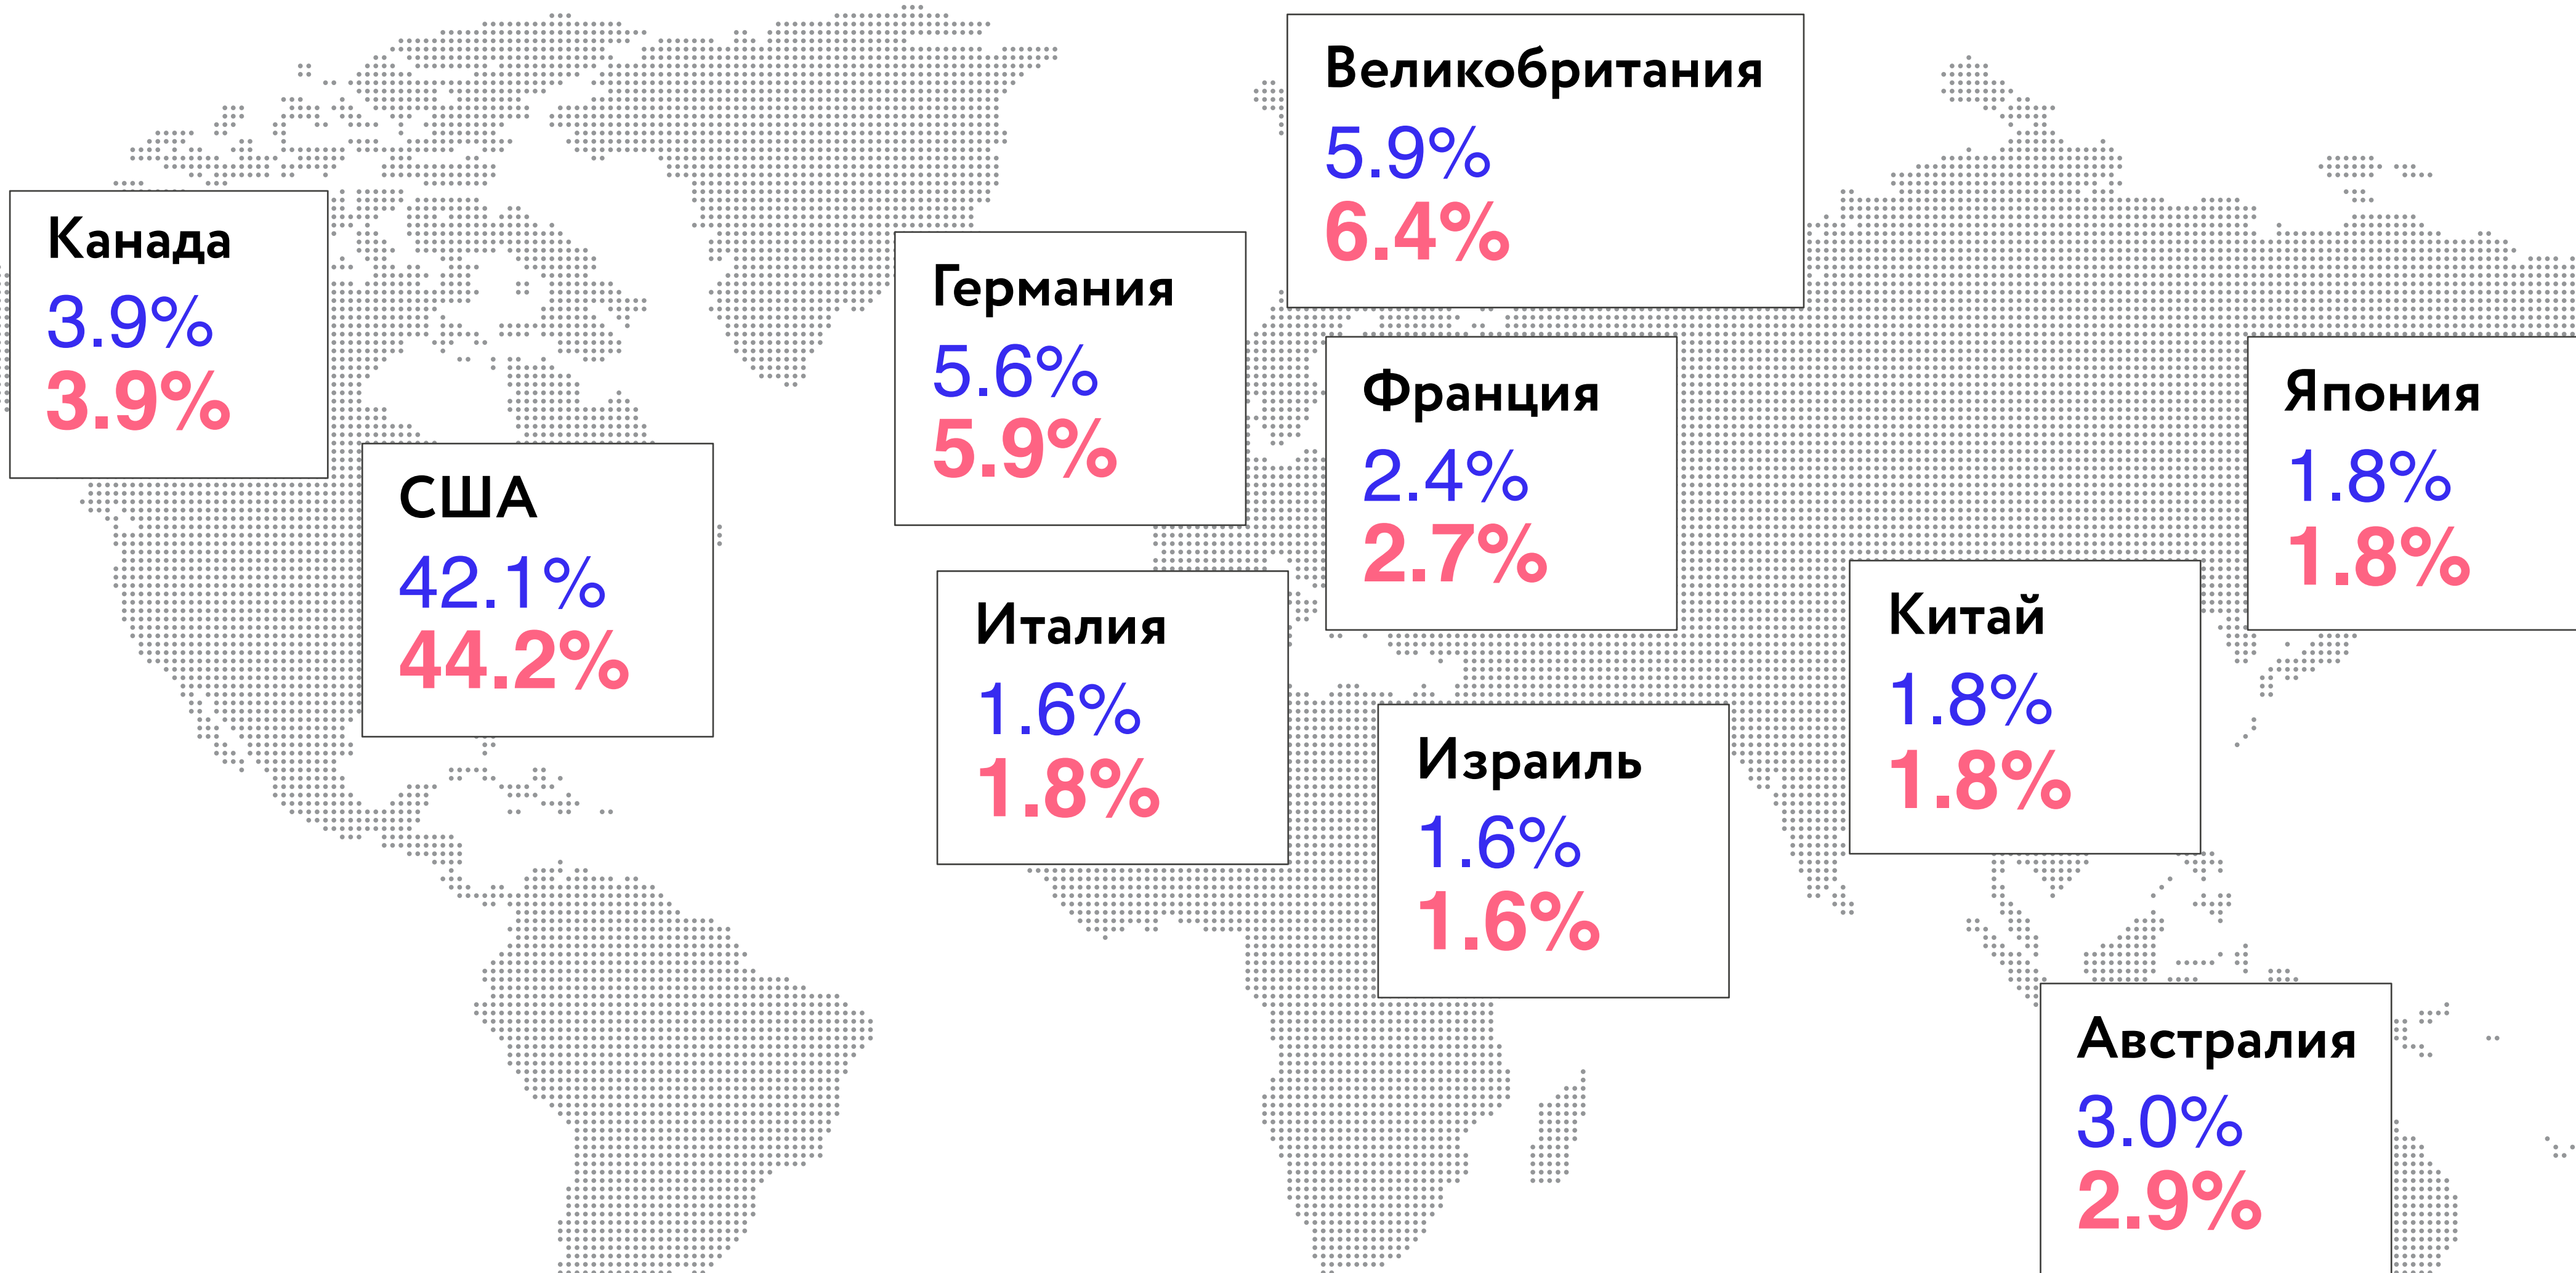 Великобритания
5.9%
6.4%
Канада
3.9%
3.9%
Германия
5.6%
5.9%
Франция
2.4%
2.7%
Япония
1.8%
1.8%
США
42.1%
44.2%
Италия
1.6%
1.8%
Китай
1.8%
1.8%
Израиль
1.6%
1.6%
Австралия
3.0%
2.9%